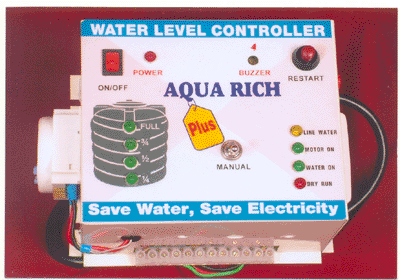 WATER LEVEL CONTROLLER
POWER
BUZZER
RESTART
ON/OFF
AQUA RICH
Plus
FULL
¾
½
¼
MANUAL
LINE WATER
MOTOR ON
WATER ON
DRY RUN
Save Water, Save Electricity